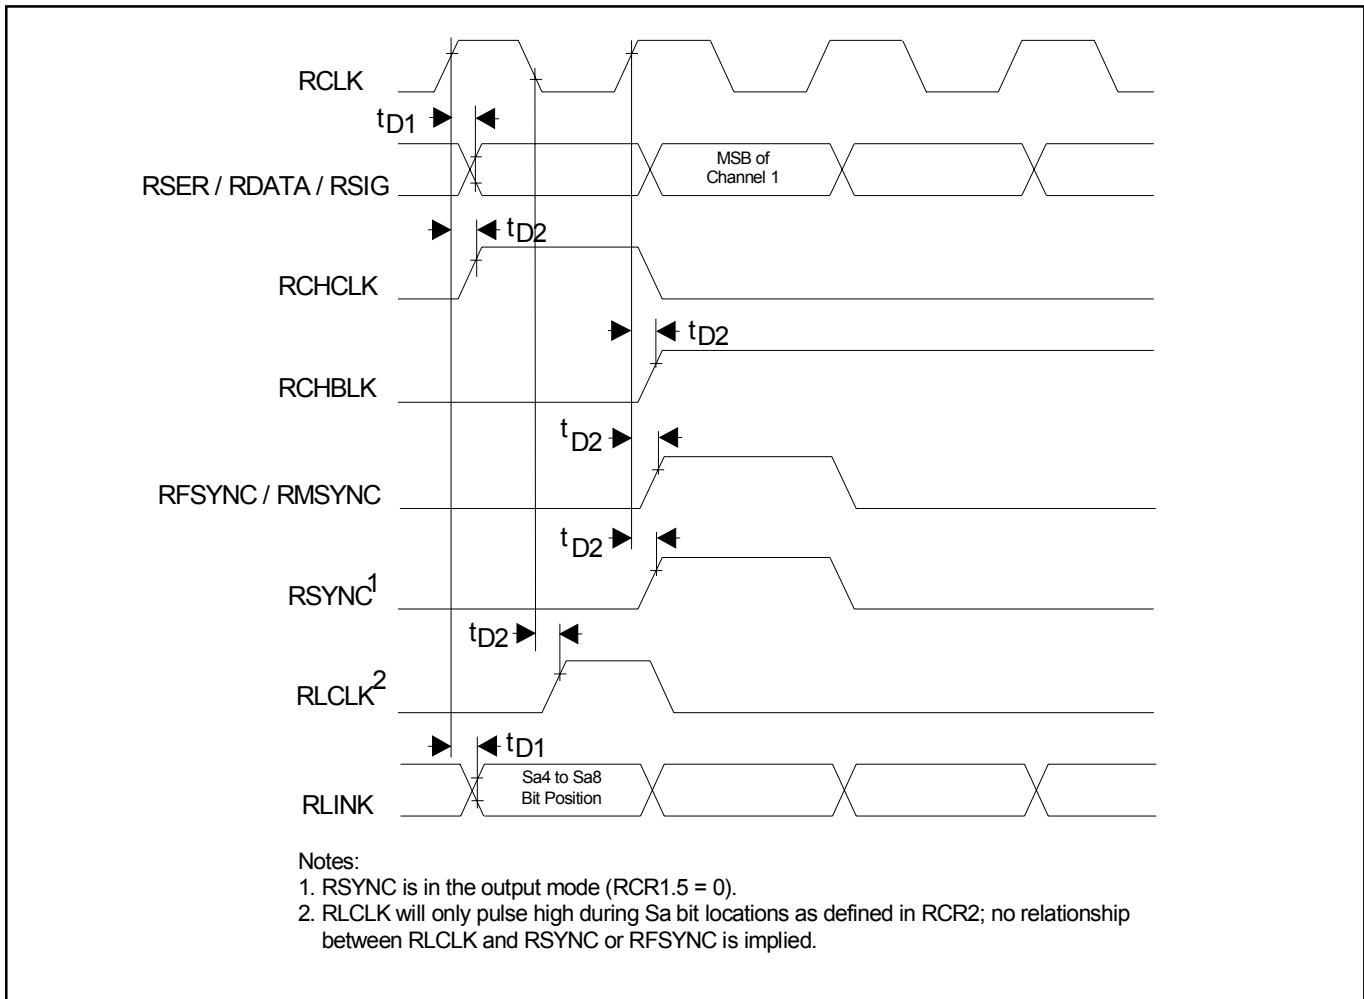 RCLK
tD1
MSB of
Channel 1
RSER / RDATA / RSIG
tD2
RCHCLK
tD2
RCHBLK
tD2
RFSYNC / RMSYNC
tD2
RSYNC1
tD2
RLCLK2
tD1
Sa4 to Sa8
Bit Position
RLINK
Notes:
1. RSYNC is in the output mode (RCR1.5 = 0).
2. RLCLK will only pulse high during Sa bit locations as defined in RCR2; no relationship
between RLCLK and RSYNC or RFSYNC is implied.